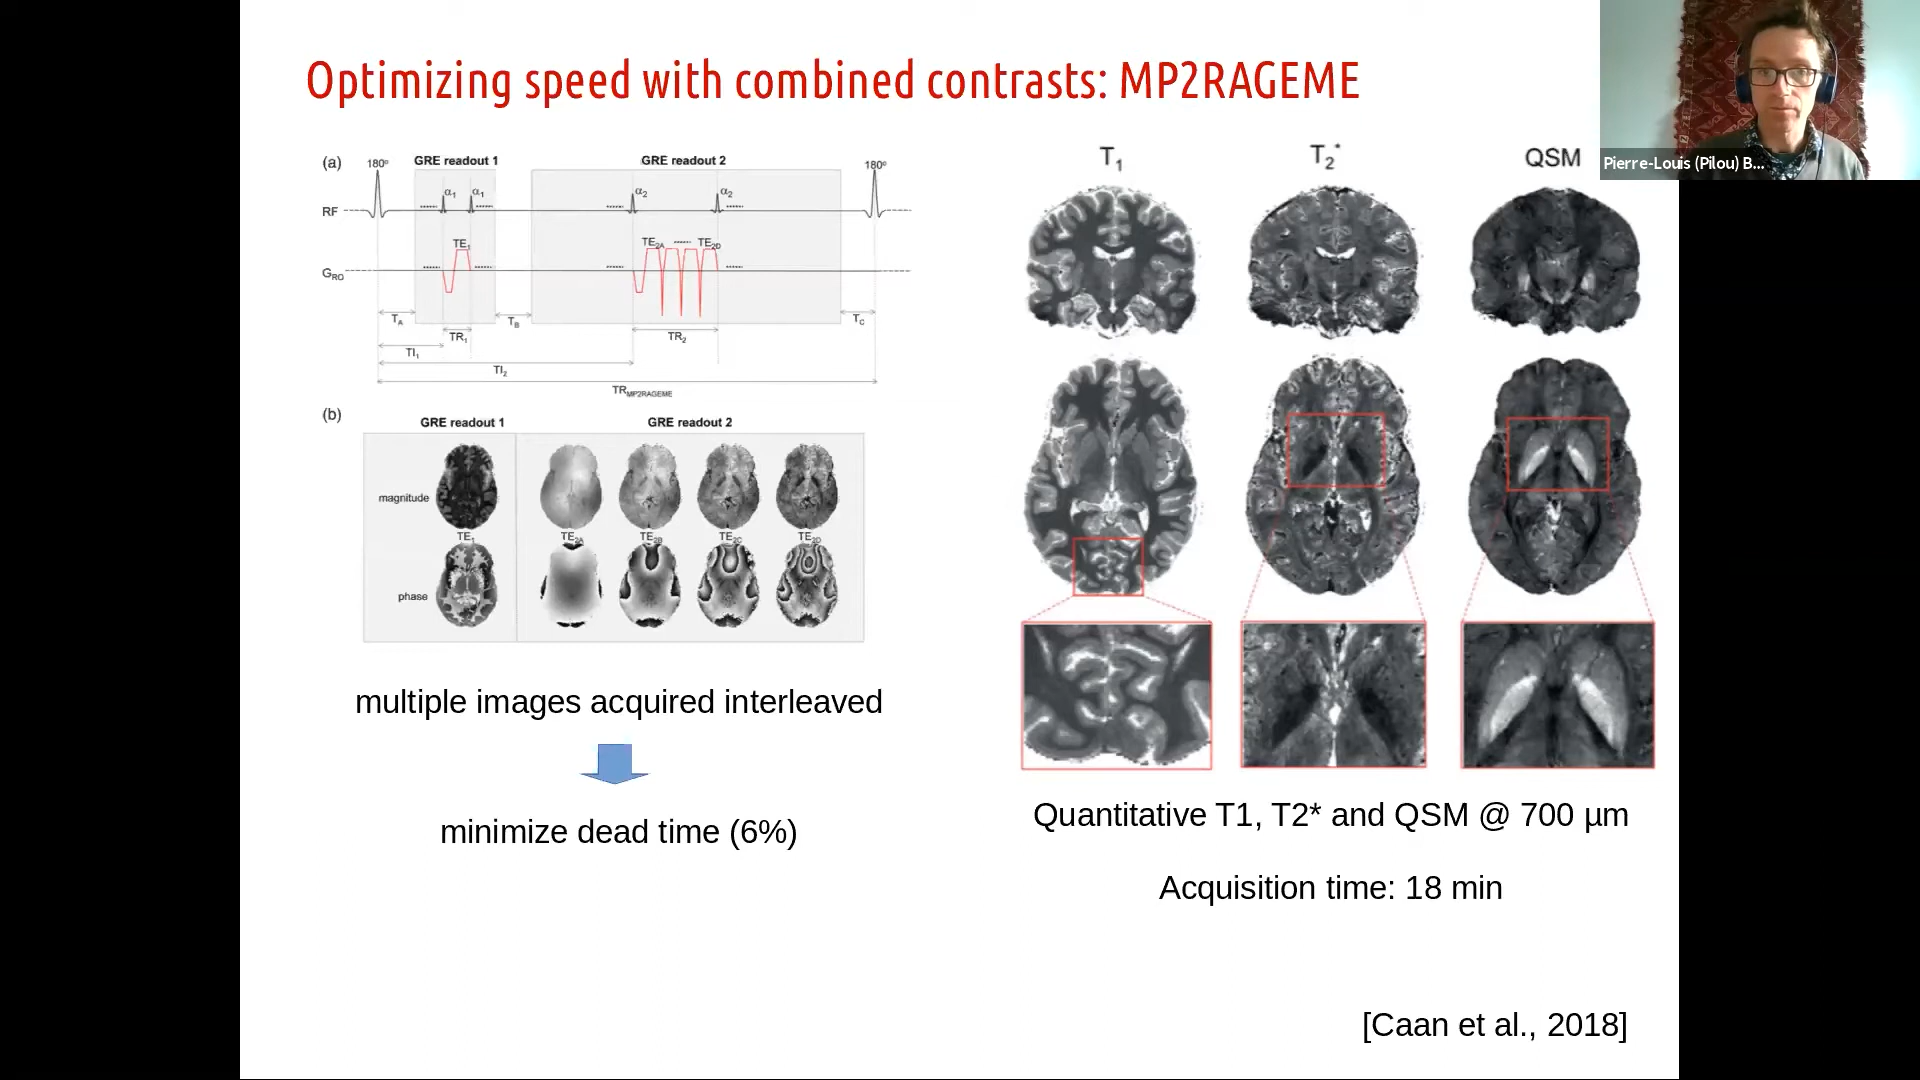 Optimizing speed with combined contrasts: MP2RAGEME
Pierre-Louis (Pilou) B...
(a)
180º
GRE readout 1
GRE readout 2
180º
α1
α1
α2
α2
RF
TE1
TE2A
TE2D
GRO
TA
TB
TC
TR1
TR2
TI1
TI2
TRMP2RAGEME
(b)
GRE readout 1
GRE readout 2
magnitude
TE1
TE2A
TE2B
TE2C
TE2D
phase
multiple images acquired interleaved
minimize dead time (6%)
T1
T2*
QSM
Quantitative T1, T2* and QSM @ 700 µm
Acquisition time: 18 min
[Caan et al., 2018]